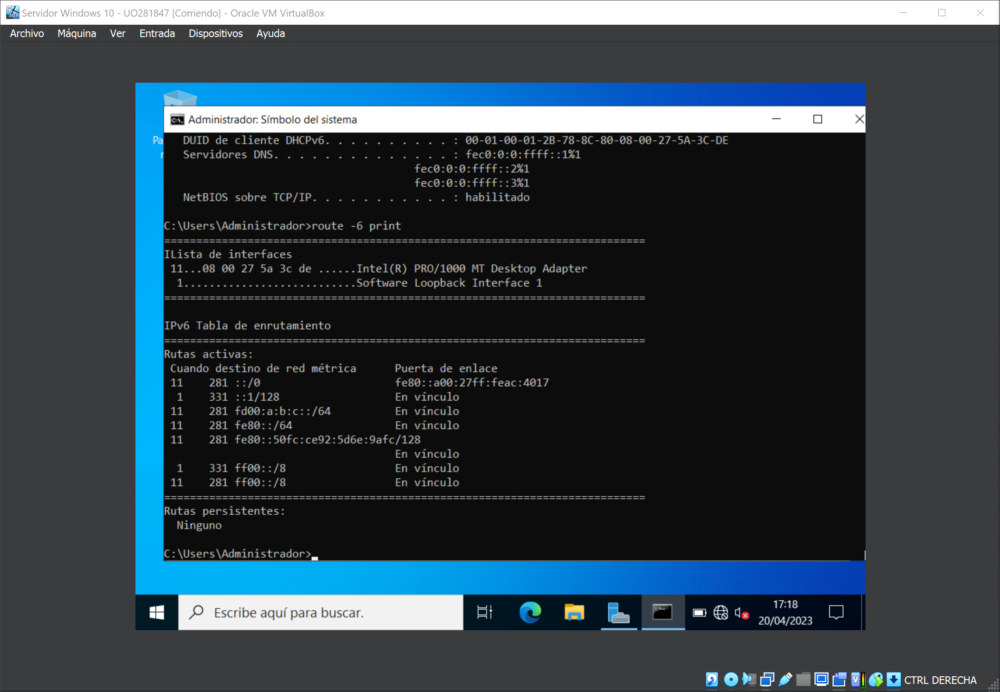 Servidor Windows 10 - UO281847 [Corriendo] - Oracle VM VirtualBox
Archivo Máquina Ver Entrada Dispositivos Ayuda
Administrador: Símbolo del sistema
Pa
r
DUID de cliente DHCPv6. . . . . . . . . . : 00-01-00-01-2B-78-8C-80-08-00-27-5A-3C-DE
Servidores DNS. . . . . . . . . . . . . . : fec0:0:0:ffff::1%1
fec0:0:0:ffff::2%1
fec0:0:0:ffff::3%1
NetBIOS sobre TCP/IP. . . . . . . . . . . : habilitado
C:\Users\Administrador>route -6 print
===========================================================================
ILista de interfaces
11...08 00 27 5a 3c de ......Intel(R) PRO/1000 MT Desktop Adapter
1...........................Software Loopback Interface 1
===========================================================================
IPv6 Tabla de enrutamiento
===========================================================================
Rutas activas:
Cuando destino de red métrica Puerta de enlace
11 281 ::/0 fe80::a00:27ff:feac:4017
1 331 ::1/128 En vínculo
11 281 fd00:a:b:c::/64 En vínculo
11 281 fe80::/64 En vínculo
11 281 fe80::50fc:ce92:5d6e:9afc/128
En vínculo
1 331 ff00::/8 En vínculo
11 281 ff00::/8 En vínculo
===========================================================================
Rutas persistentes:
Ninguno
C:\Users\Administrador>
Escribe aquí para buscar.
17:18
20/04/2023
CTRL DERECHA